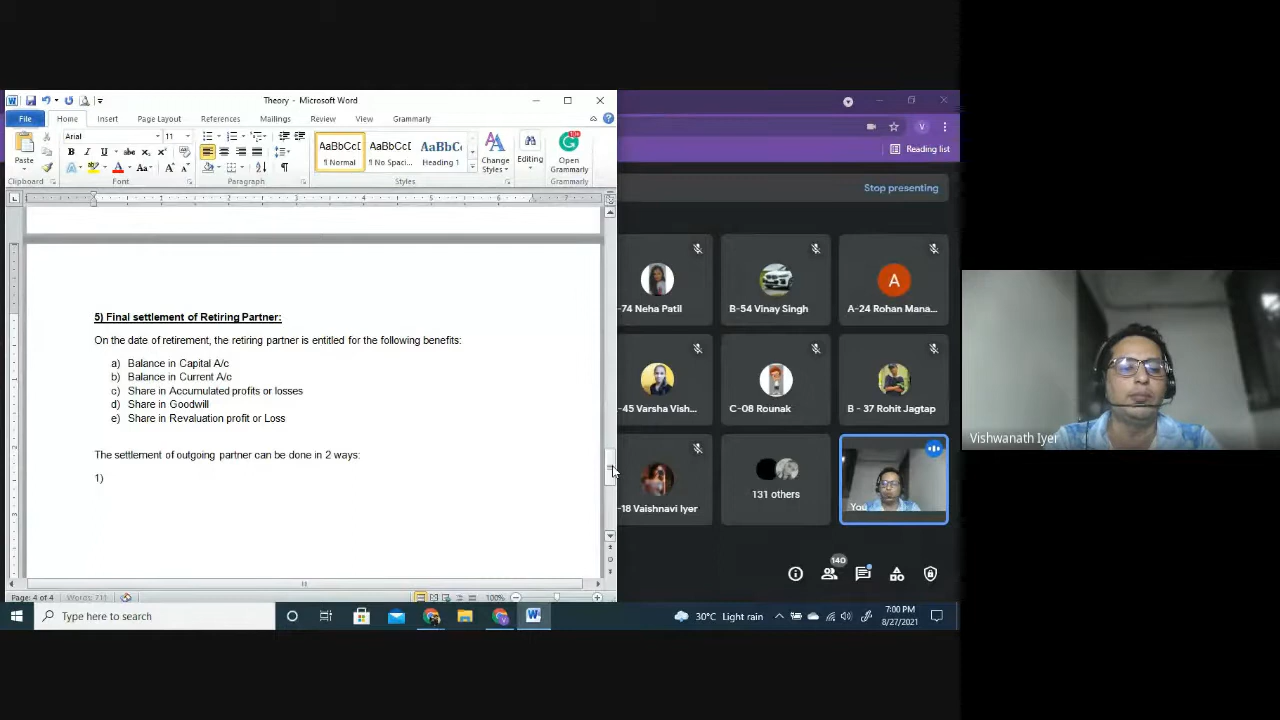 Theory - Microsoft Word
File Home Insert Page Layout References Mailings Review View Grammarly
Stop presenting
Reading list
V
Arial 11
AaBbCcI AaBbCcI AaBbCc
¶ Normal ¶ No Spaci... Heading 1
Paste
Change Styles
Editing
Open Grammarly
Clipboard Font Paragraph Styles Grammarly
5) Final settlement of Retiring Partner:
On the date of retirement, the retiring partner is entitled for the following benefits:
a) Balance in Capital A/c
b) Balance in Current A/c
c) Share in Accumulated profits or losses
d) Share in Goodwill
e) Share in Revaluation profit or Loss
The settlement of outgoing partner can be done in 2 ways:
1)
-74 Neha Patil
B-54 Vinay Singh
A
A-24 Rohan Mana...
-45 Varsha Vish...
C-08 Rounak
B - 37 Rohit Jagtap
-18 Vaishnavi Iyer
131 others
You
140
Vishwanath Iyer
Page: 4 of 4 Words: 711 100%
Type here to search
30°C Light rain
7:00 PM
8/27/2021